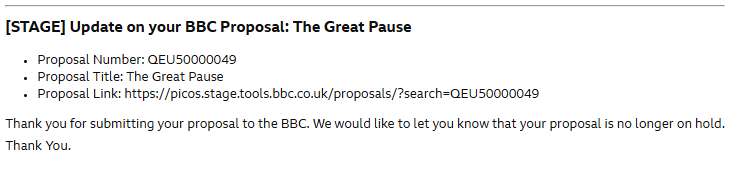 [STAGE] Update on your BBC Proposal: The Great Pause
• Proposal Number: QEU50000049
• Proposal Title: The Great Pause
• Proposal Link: https://picos.stage.tools.bbc.co.uk/proposals/?search=QEU50000049
Thank you for submitting your proposal to the BBC. We would like to let you know that your proposal is no longer on hold.
Thank You.